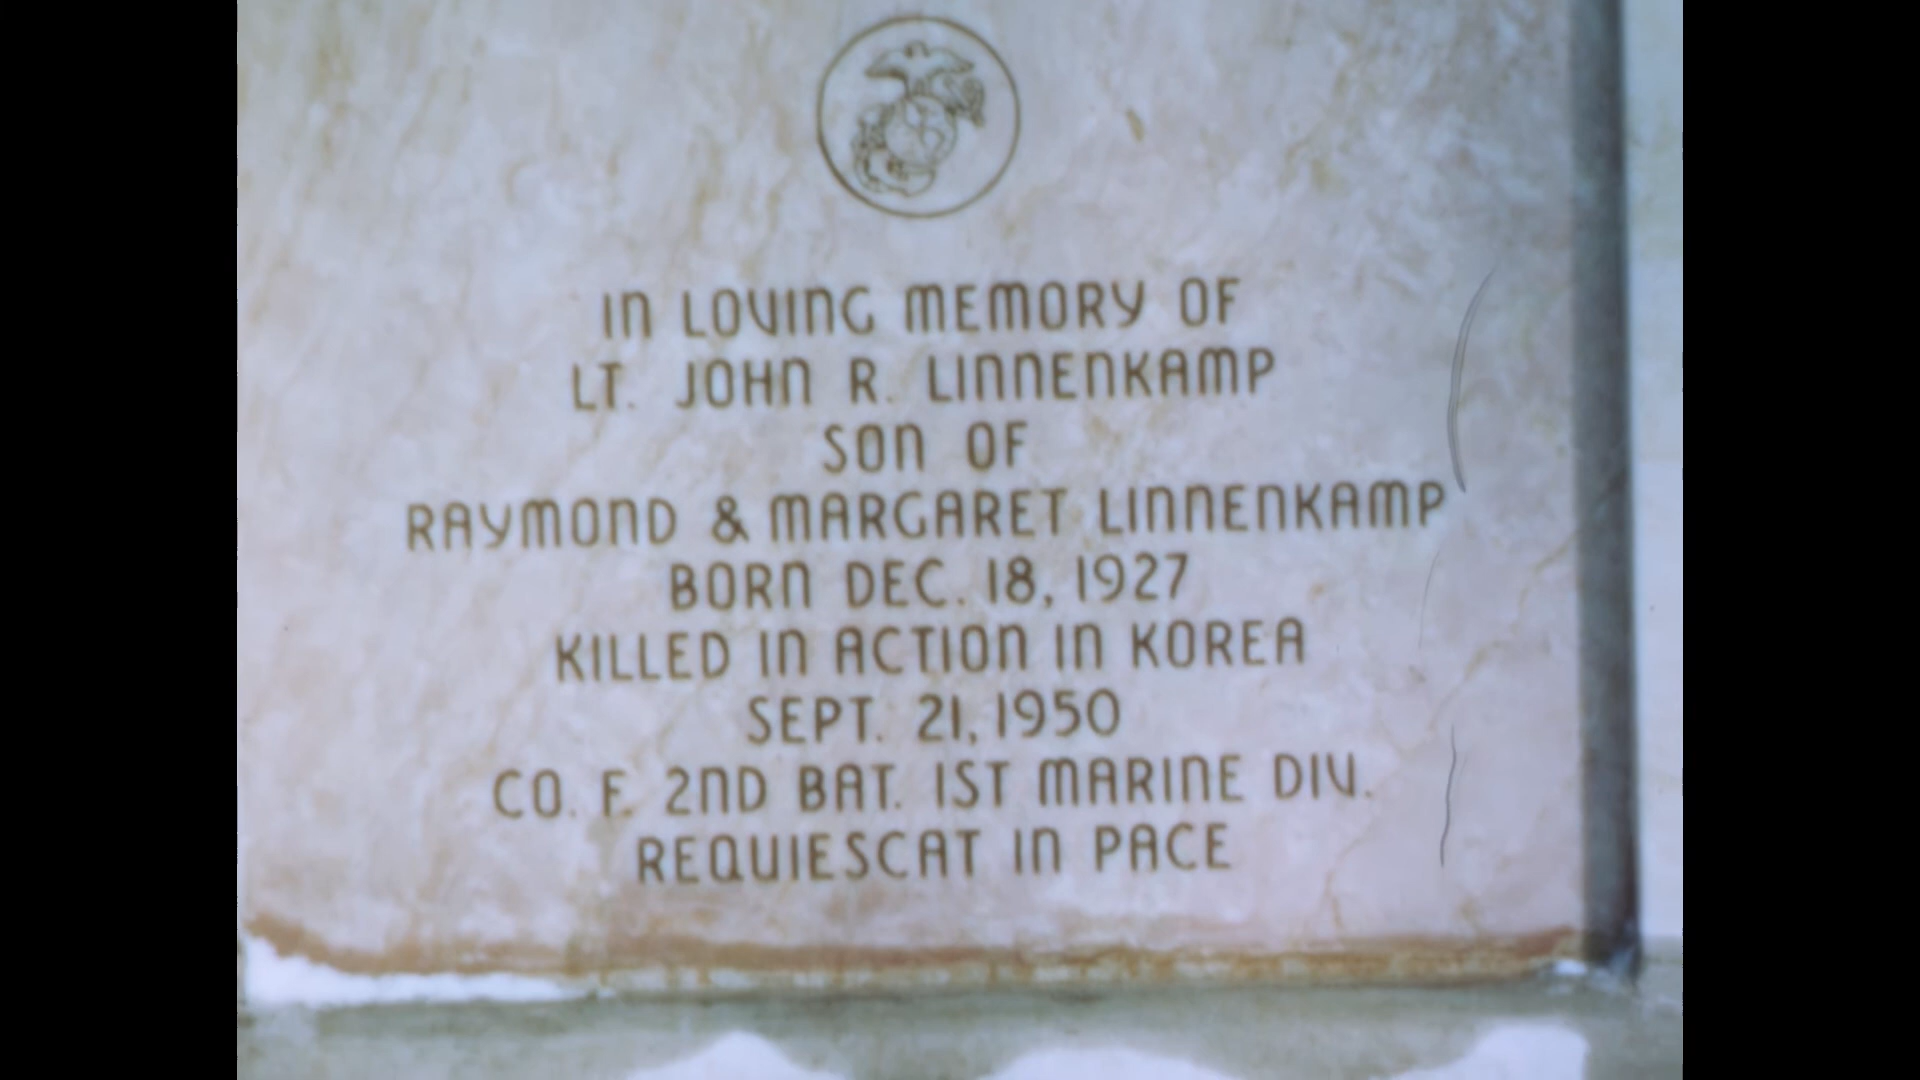 IN LOVING MEMORY OF
LT. JOHN R. LINNENKAMP
SON OF
RAYMOND & MARGARET LINNENKAMP
BORN DEC. 18, 1927
KILLED IN ACTION IN KOREA
SEPT. 21, 1950
CO. F. 2ND BAT. 1ST MARINE DIV.
REQUIESCAT IN PACE